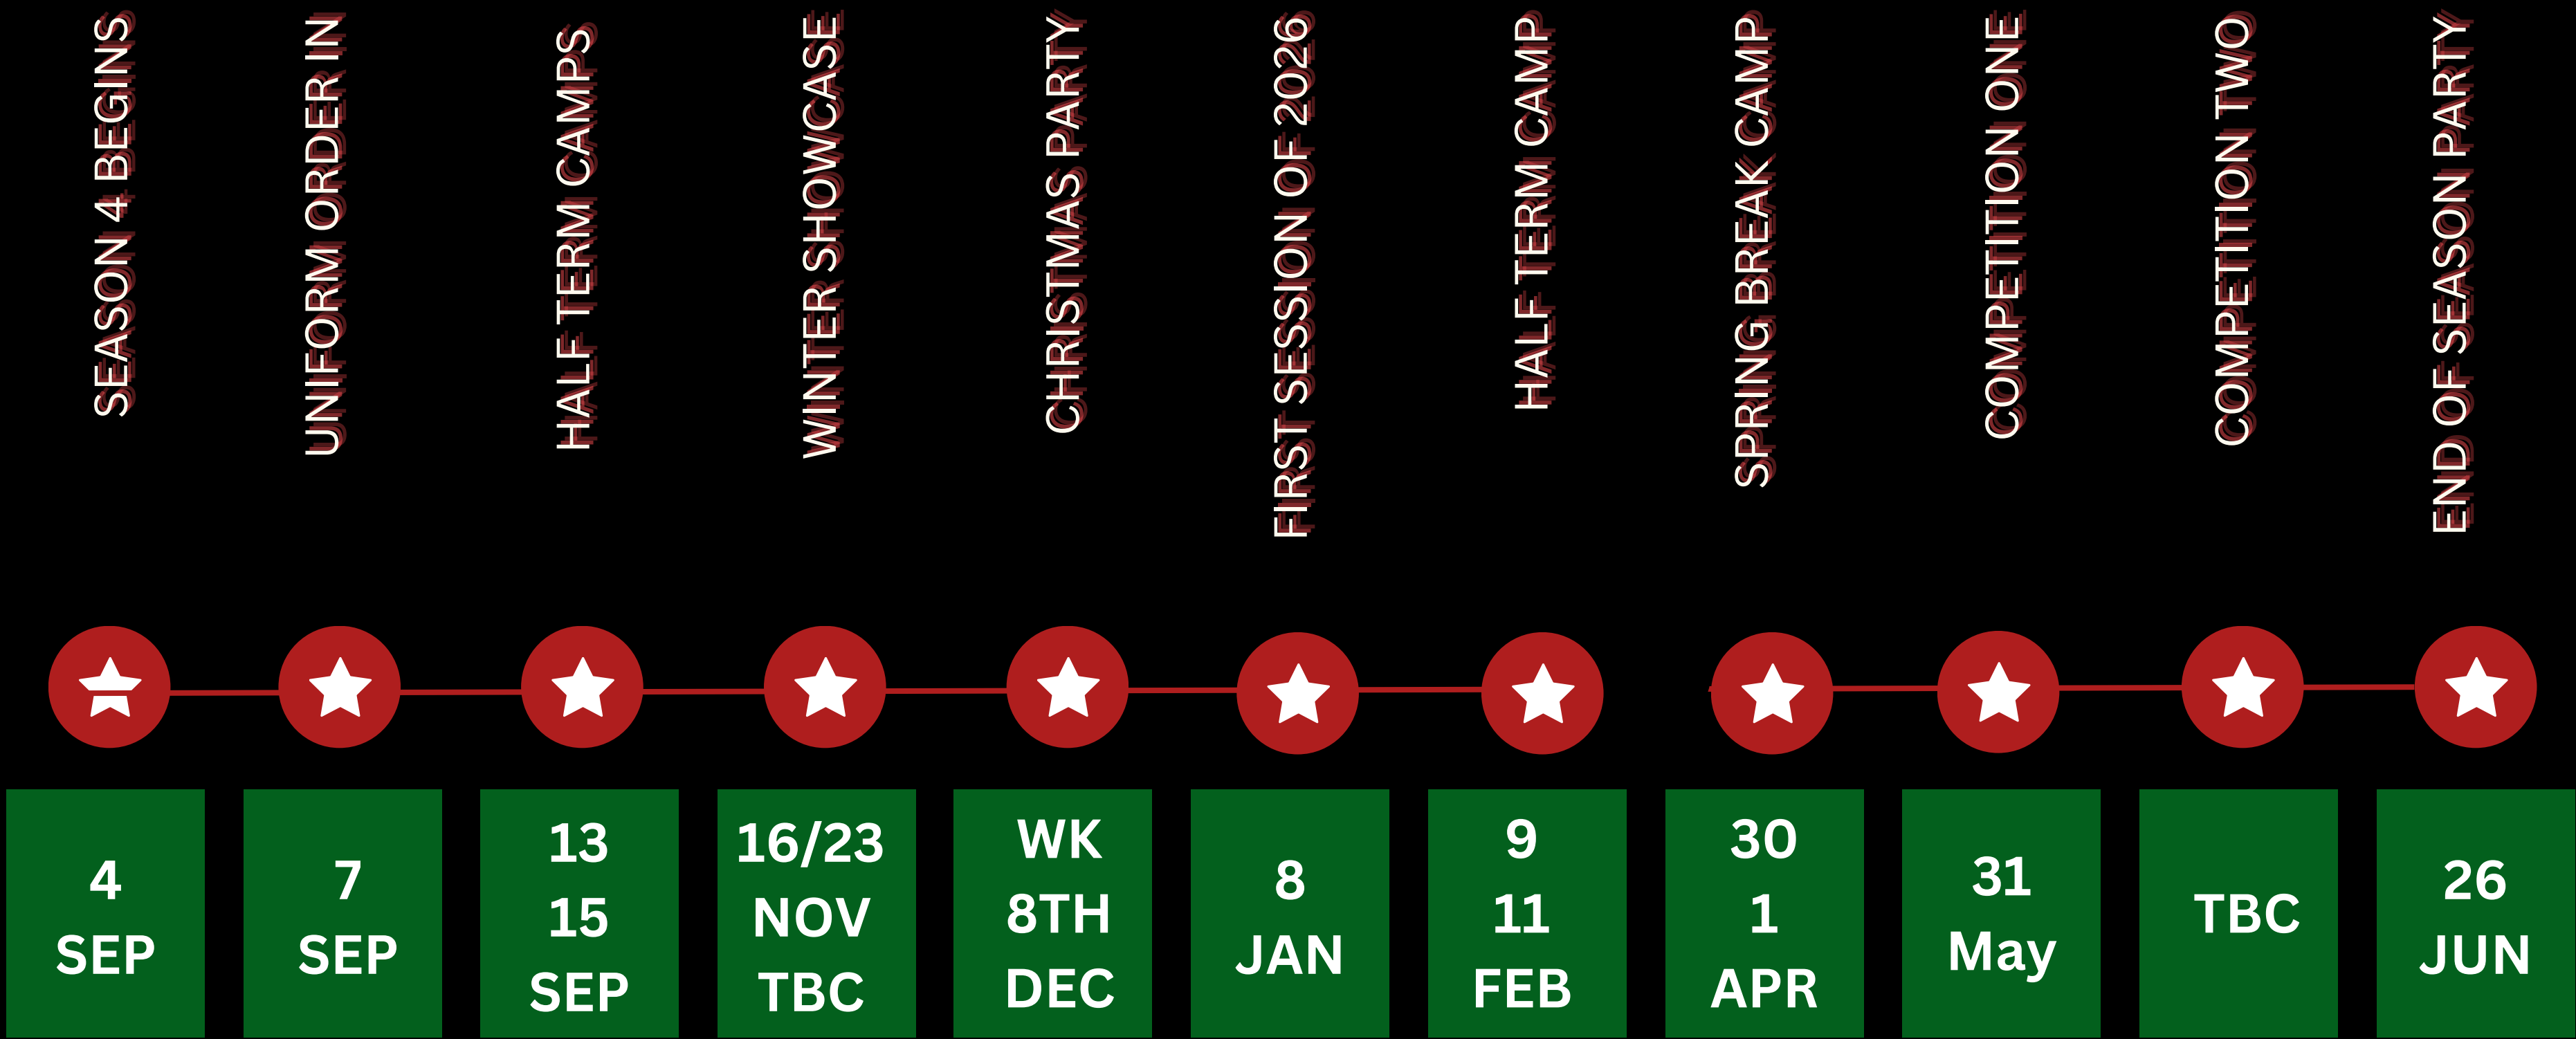 SEASON 4 BEGINS
UNIFORM ORDER IN
HALF TERM CAMPS
WINTER SHOWCASE
CHRISTMAS PARTY
FIRST SESSION OF 2026
HALF TERM CAMP
SPRING BREAK CAMP
COMPETITION ONE
COMPETITION TWO
END OF SEASON PARTY
4
SEP
7
SEP
13
15
SEP
16/23
NOV
TBC
WK
8TH
DEC
8
JAN
9
11
FEB
30
1
APR
31
May
TBC
26
JUN